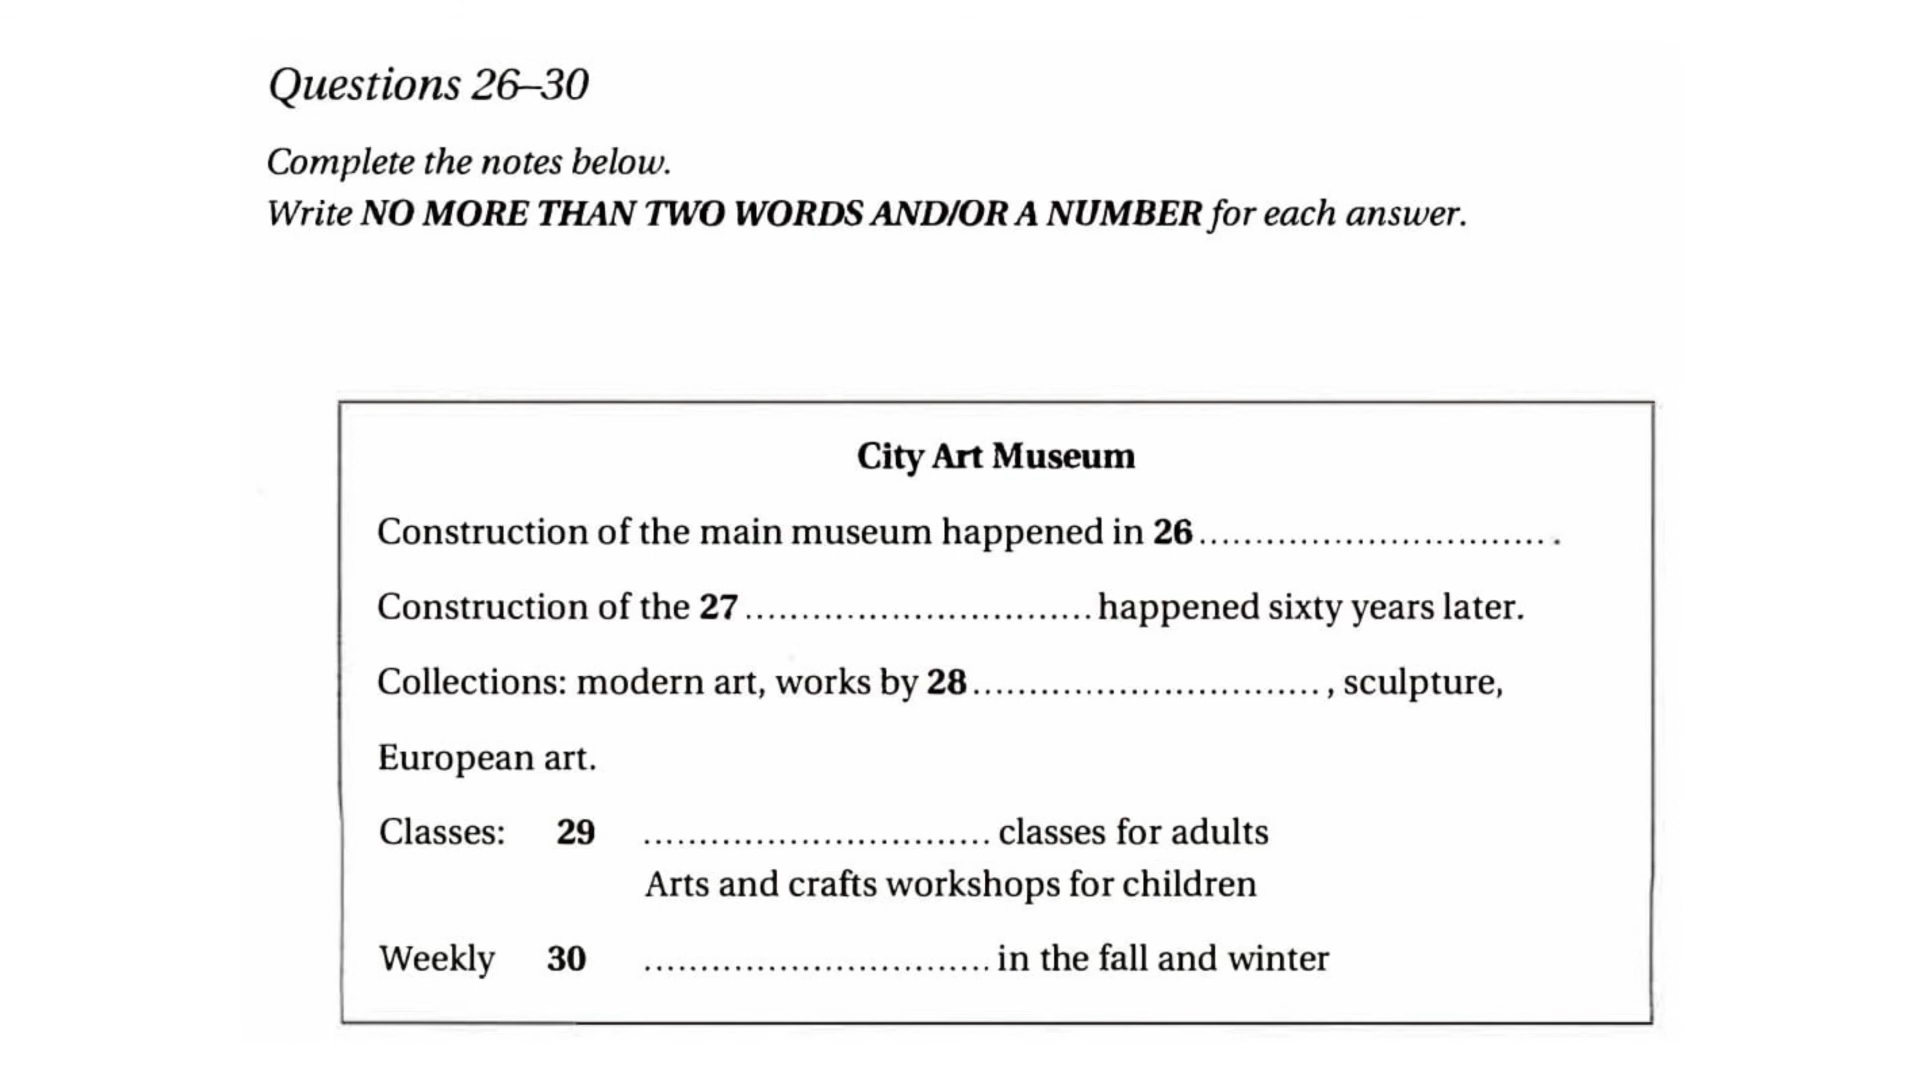 Questions 26–30
Complete the notes below.
Write NO MORE THAN TWO WORDS AND/OR A NUMBER for each answer.
City Art Museum
Construction of the main museum happened in 26 ................................ .
Construction of the 27 ............................... happened sixty years later.
Collections: modern art, works by 28 ............................... , sculpture,
European art.
Classes: 29 ............................... classes for adults
Arts and crafts workshops for children
Weekly 30 ............................... in the fall and winter